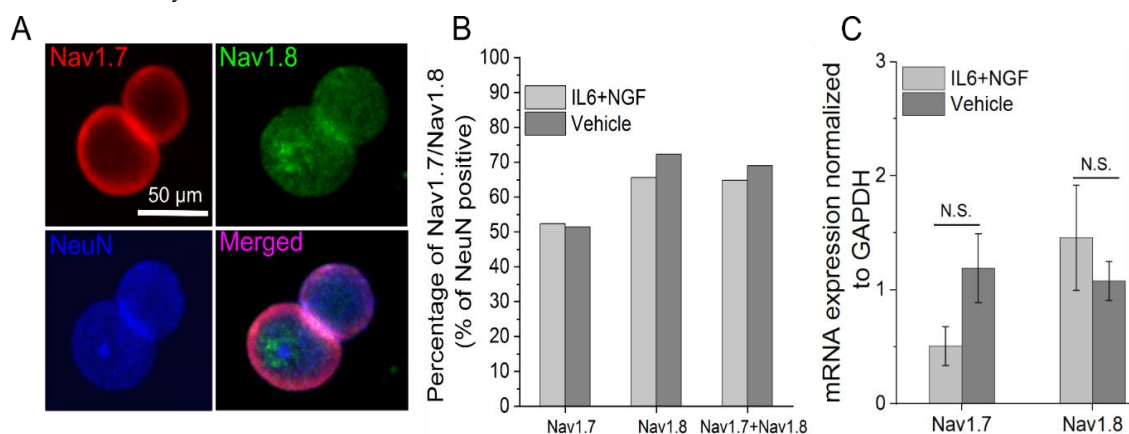 A
Nav1.7
Nav1.8
50 μm
NeuN
Merged
B
Percentage of Nav1.7/Nav1.8
(% of NeuN positive)
100
90
80
70
60
50
40
30
20
10
0
IL6+NGF
Vehicle
Nav1.7
Nav1.8
Nav1.7+Nav1.8
C
mRNA expression normalized
to GAPDH
3
2
1
0
IL6+NGF
Vehicle
N.S.
N.S.
Nav1.7
Nav1.8